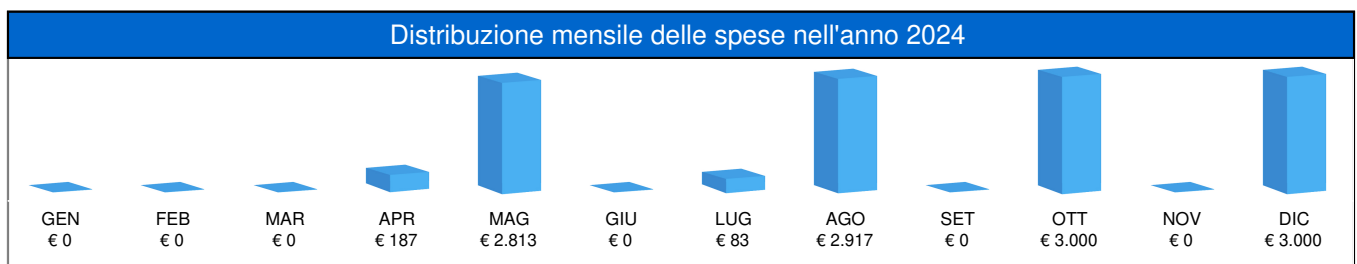 Distribuzione mensile delle spese nell'anno 2024
GEN FEB MAR APR MAG GIU LUG AGO SET OTT NOV DIC
€ 0 € 0 € 0 € 187 € 2.813 € 0 € 83 € 2.917 € 0 € 3.000 € 0 € 3.000